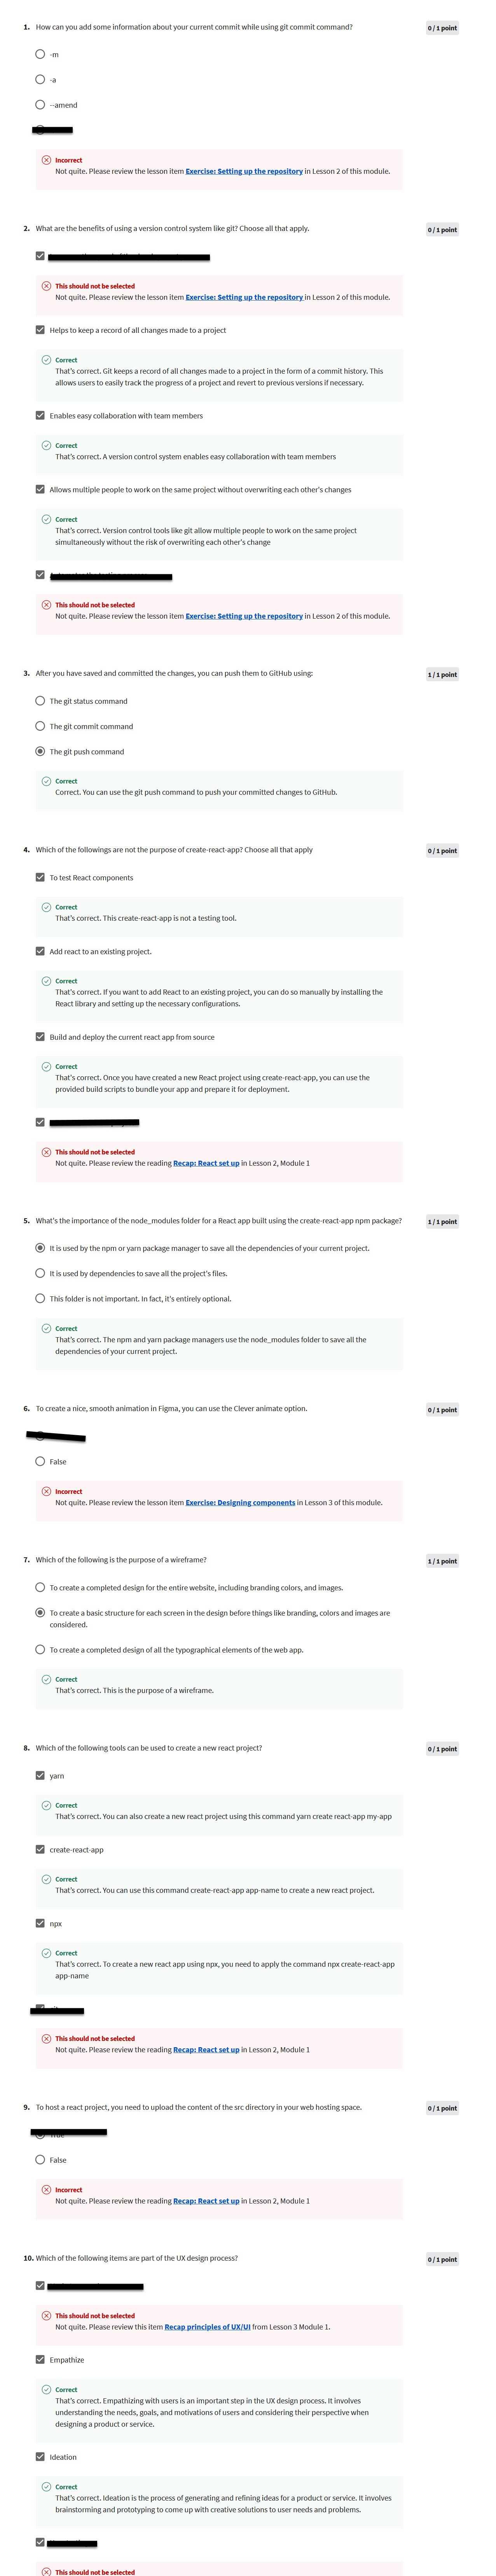 1. How can you add some information about your current commit while using git commit command?
0 / 1 point
-m
-a
--amend
Incorrect
Not quite. Please review the lesson item Exercise: Setting up the repository in Lesson 2 of this module.
2. What are the benefits of using a version control system like git? Choose all that apply.
0 / 1 point
This should not be selected
Not quite. Please review the lesson item Exercise: Setting up the repository in Lesson 2 of this module.
Helps to keep a record of all changes made to a project
Correct
That's correct. Git keeps a record of all changes made to a project in the form of a commit history. This
allows users to easily track the progress of a project and revert to previous versions if necessary.
Enables easy collaboration with team members
Correct
That's correct. A version control system enables easy collaboration with team members
Allows multiple people to work on the same project without overwriting each other's changes
Correct
That's correct. Version control tools like git allow multiple people to work on the same project
simultaneously without the risk of overwriting each other's change
This should not be selected
Not quite. Please review the lesson item Exercise: Setting up the repository in Lesson 2 of this module.
3. After you have saved and committed the changes, you can push them to GitHub using:
1 / 1 point
The git status command
The git commit command
The git push command
Correct
Correct. You can use the git push command to push your committed changes to GitHub.
4. Which of the followings are not the purpose of create-react-app? Choose all that apply
0 / 1 point
To test React components
Correct
That's correct. This create-react-app is not a testing tool.
Add react to an existing project.
Correct
That's correct. If you want to add React to an existing project, you can do so manually by installing the
React library and setting up the necessary configurations.
Build and deploy the current react app from source
Correct
That's correct. Once you have created a new React project using create-react-app, you can use the
provided build scripts to bundle your app and prepare it for deployment.
This should not be selected
Not quite. Please review the reading Recap: React set up in Lesson 2, Module 1
5. What's the importance of the node_modules folder for a React app built using the create-react-app npm package?
1 / 1 point
It is used by the npm or yarn package manager to save all the dependencies of your current project.
It is used by dependencies to save all the project's files.
This folder is not important. In fact, it's entirely optional.
Correct
That's correct. The npm and yarn package managers use the node_modules folder to save all the
dependencies of your current project.
6. To create a nice, smooth animation in Figma, you can use the Clever animate option.
0 / 1 point
False
Incorrect
Not quite. Please review the lesson item Exercise: Designing components in Lesson 3 of this module.
7. Which of the following is the purpose of a wireframe?
1 / 1 point
To create a completed design for the entire website, including branding colors, and images.
To create a basic structure for each screen in the design before things like branding, colors and images are
considered.
To create a completed design of all the typographical elements of the web app.
Correct
That's correct. This is the purpose of a wireframe.
8. Which of the following tools can be used to create a new react project?
0 / 1 point
yarn
Correct
That's correct. You can also create a new react project using this command yarn create react-app my-app
create-react-app
Correct
That's correct. You can use this command create-react-app app-name to create a new react project.
npx
Correct
That's correct. To create a new react app using npx, you need to apply the command npx create-react-app
app-name
This should not be selected
Not quite. Please review the reading Recap: React set up in Lesson 2, Module 1
9. To host a react project, you need to upload the content of the src directory in your web hosting space.
0 / 1 point
True
False
Incorrect
Not quite. Please review the reading Recap: React set up in Lesson 2, Module 1
10. Which of the following items are part of the UX design process?
0 / 1 point
This should not be selected
Not quite. Please review this item Recap principles of UX/UI from Lesson 3 Module 1.
Empathize
Correct
That's correct. Empathizing with users is an important step in the UX design process. It involves
understanding the needs, goals, and motivations of users and considering their perspective when
designing a product or service.
Ideation
Correct
That's correct. Ideation is the process of generating and refining ideas for a product or service. It involves
brainstorming and prototyping to come up with creative solutions to user needs and problems.
This should not be selected